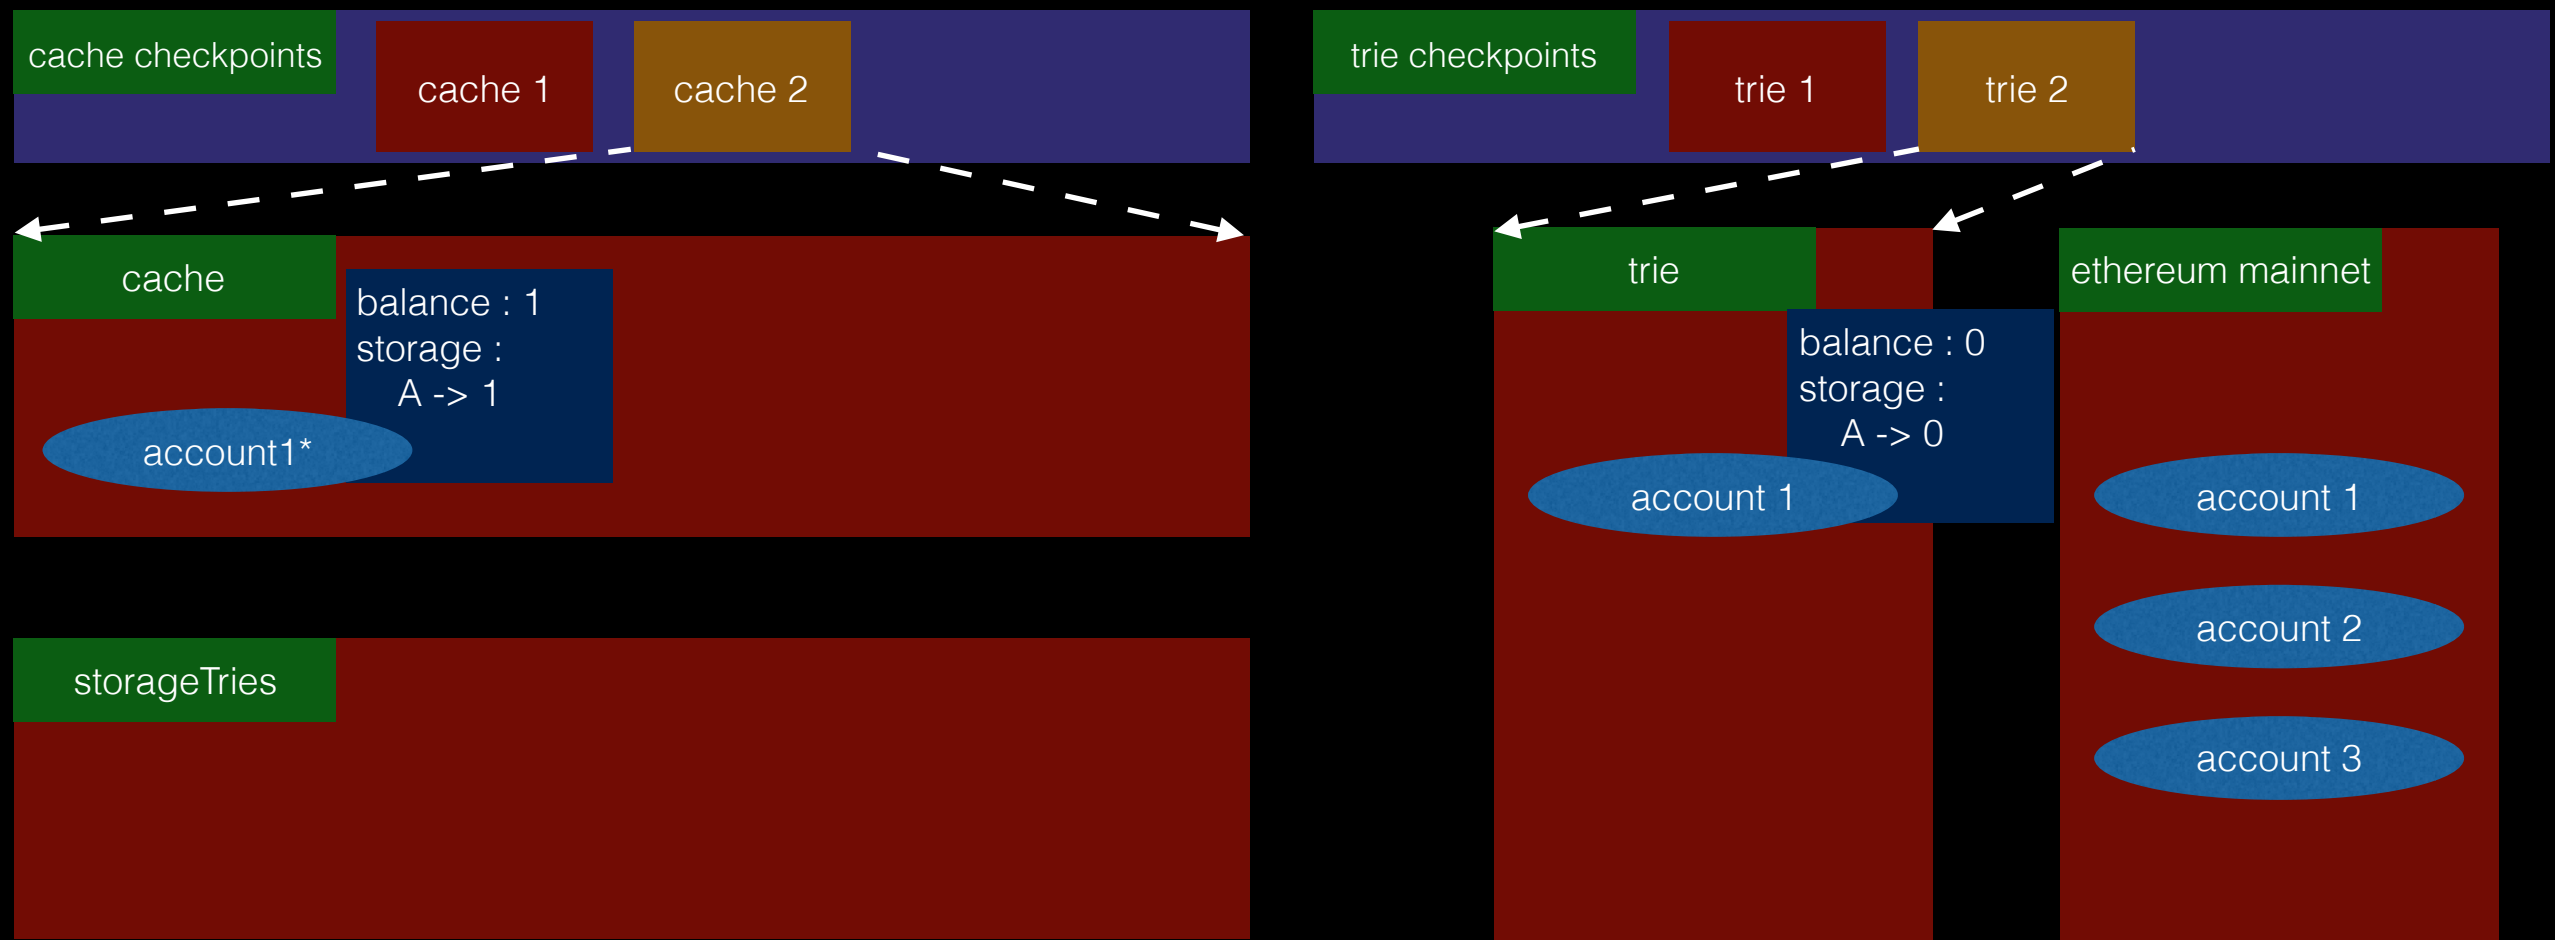 cache checkpoints
cache 1
cache 2
trie checkpoints
trie 1
trie 2
cache
balance : 1
storage :
A -> 1
account1*
storageTries
trie
balance : 0
storage :
A -> 0
account 1
ethereum mainnet
account 1
account 2
account 3